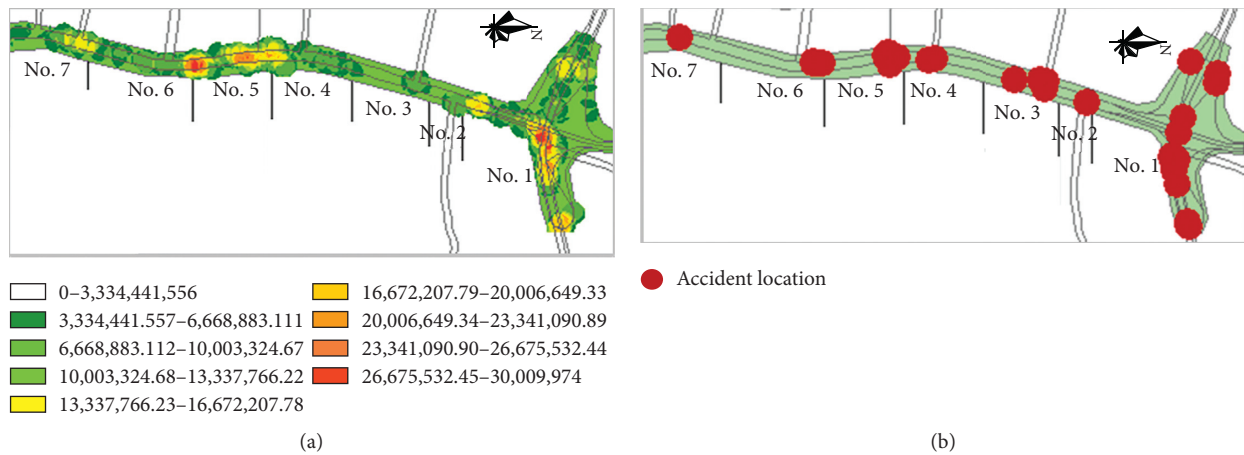 N
No. 7
No. 6
No. 5
No. 4
No. 3
No. 2
No. 1
0–3,334,441,556
3,334,441.557–6,668,883.111
6,668,883.112–10,003,324.67
10,003,324.68–13,337,766.22
13,337,766.23–16,672,207.78
16,672,207.79–20,006,649.33
20,006,649.34–23,341,090.89
23,341,090.90–26,675,532.44
26,675,532.45–30,009,974
(a)
N
No. 7
No. 6
No. 5
No. 4
No. 3
No. 2
No. 1
Accident location
(b)